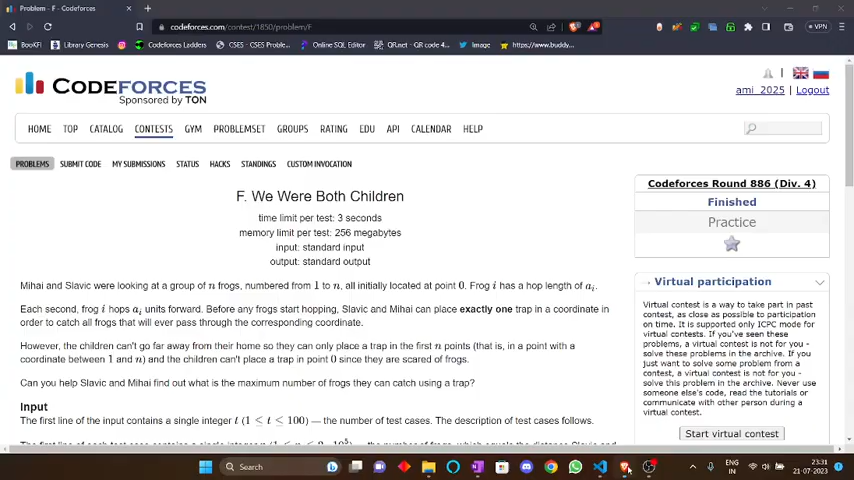 Problem - F - Codeforces
codeforces.com/contest/1850/problem/F
VPN
BooKFI
Library Genesis
Codeforces Ladders
CSES - CSES Proble...
Online SQL Editor
QR.net - QR code 4...
Image
https://www.buddy...
CODEFORCES
Sponsored by TON
ami_2025 | Logout
HOME TOP CATALOG CONTESTS GYM PROBLEMSET GROUPS RATING EDU API CALENDAR HELP
PROBLEMS SUBMIT CODE MY SUBMISSIONS STATUS HACKS STANDINGS CUSTOM INVOCATION
F. We Were Both Children
time limit per test: 3 seconds
memory limit per test: 256 megabytes
input: standard input
output: standard output
Mihai and Slavic were looking at a group of n frogs, numbered from 1 to n, all initially located at point 0. Frog i has a hop length of aᵢ.
Each second, frog i hops aᵢ units forward. Before any frogs start hopping, Slavic and Mihai can place exactly one trap in a coordinate in
order to catch all frogs that will ever pass through the corresponding coordinate.
However, the children can't go far away from their home so they can only place a trap in the first n points (that is, in a point with a
coordinate between 1 and n) and the children can't place a trap in point 0 since they are scared of frogs.
Can you help Slavic and Mihai find out what is the maximum number of frogs they can catch using a trap?
Input
The first line of the input contains a single integer t (1 ≤ t ≤ 100) — the number of test cases. The description of test cases follows.
Codeforces Round 886 (Div. 4)
Finished
Practice
→ Virtual participation
Virtual contest is a way to take part in past
contest, as close as possible to participation
on time. It is supported only ICPC mode for
virtual contests. If you've seen these
problems, a virtual contest is not for you -
solve these problems in the archive. If you
just want to solve some problem from a
contest, a virtual contest is not for you -
solve this problem in the archive. Never use
someone else's code, read the tutorials or
communicate with other person during a
virtual contest.
Start virtual contest
Search
ENG
IN
23:31
21-07-2023